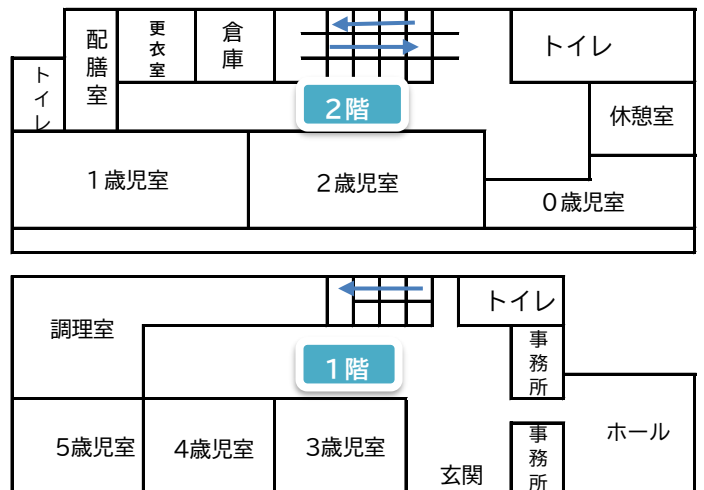 配膳室
更衣室
倉庫
トイレ
トイレ
2階
休憩室
１歳児室
２歳児室
０歳児室
トイレ
調理室
事務所
1階
ホール
5歳児室
4歳児室
3歳児室
事務所
玄関